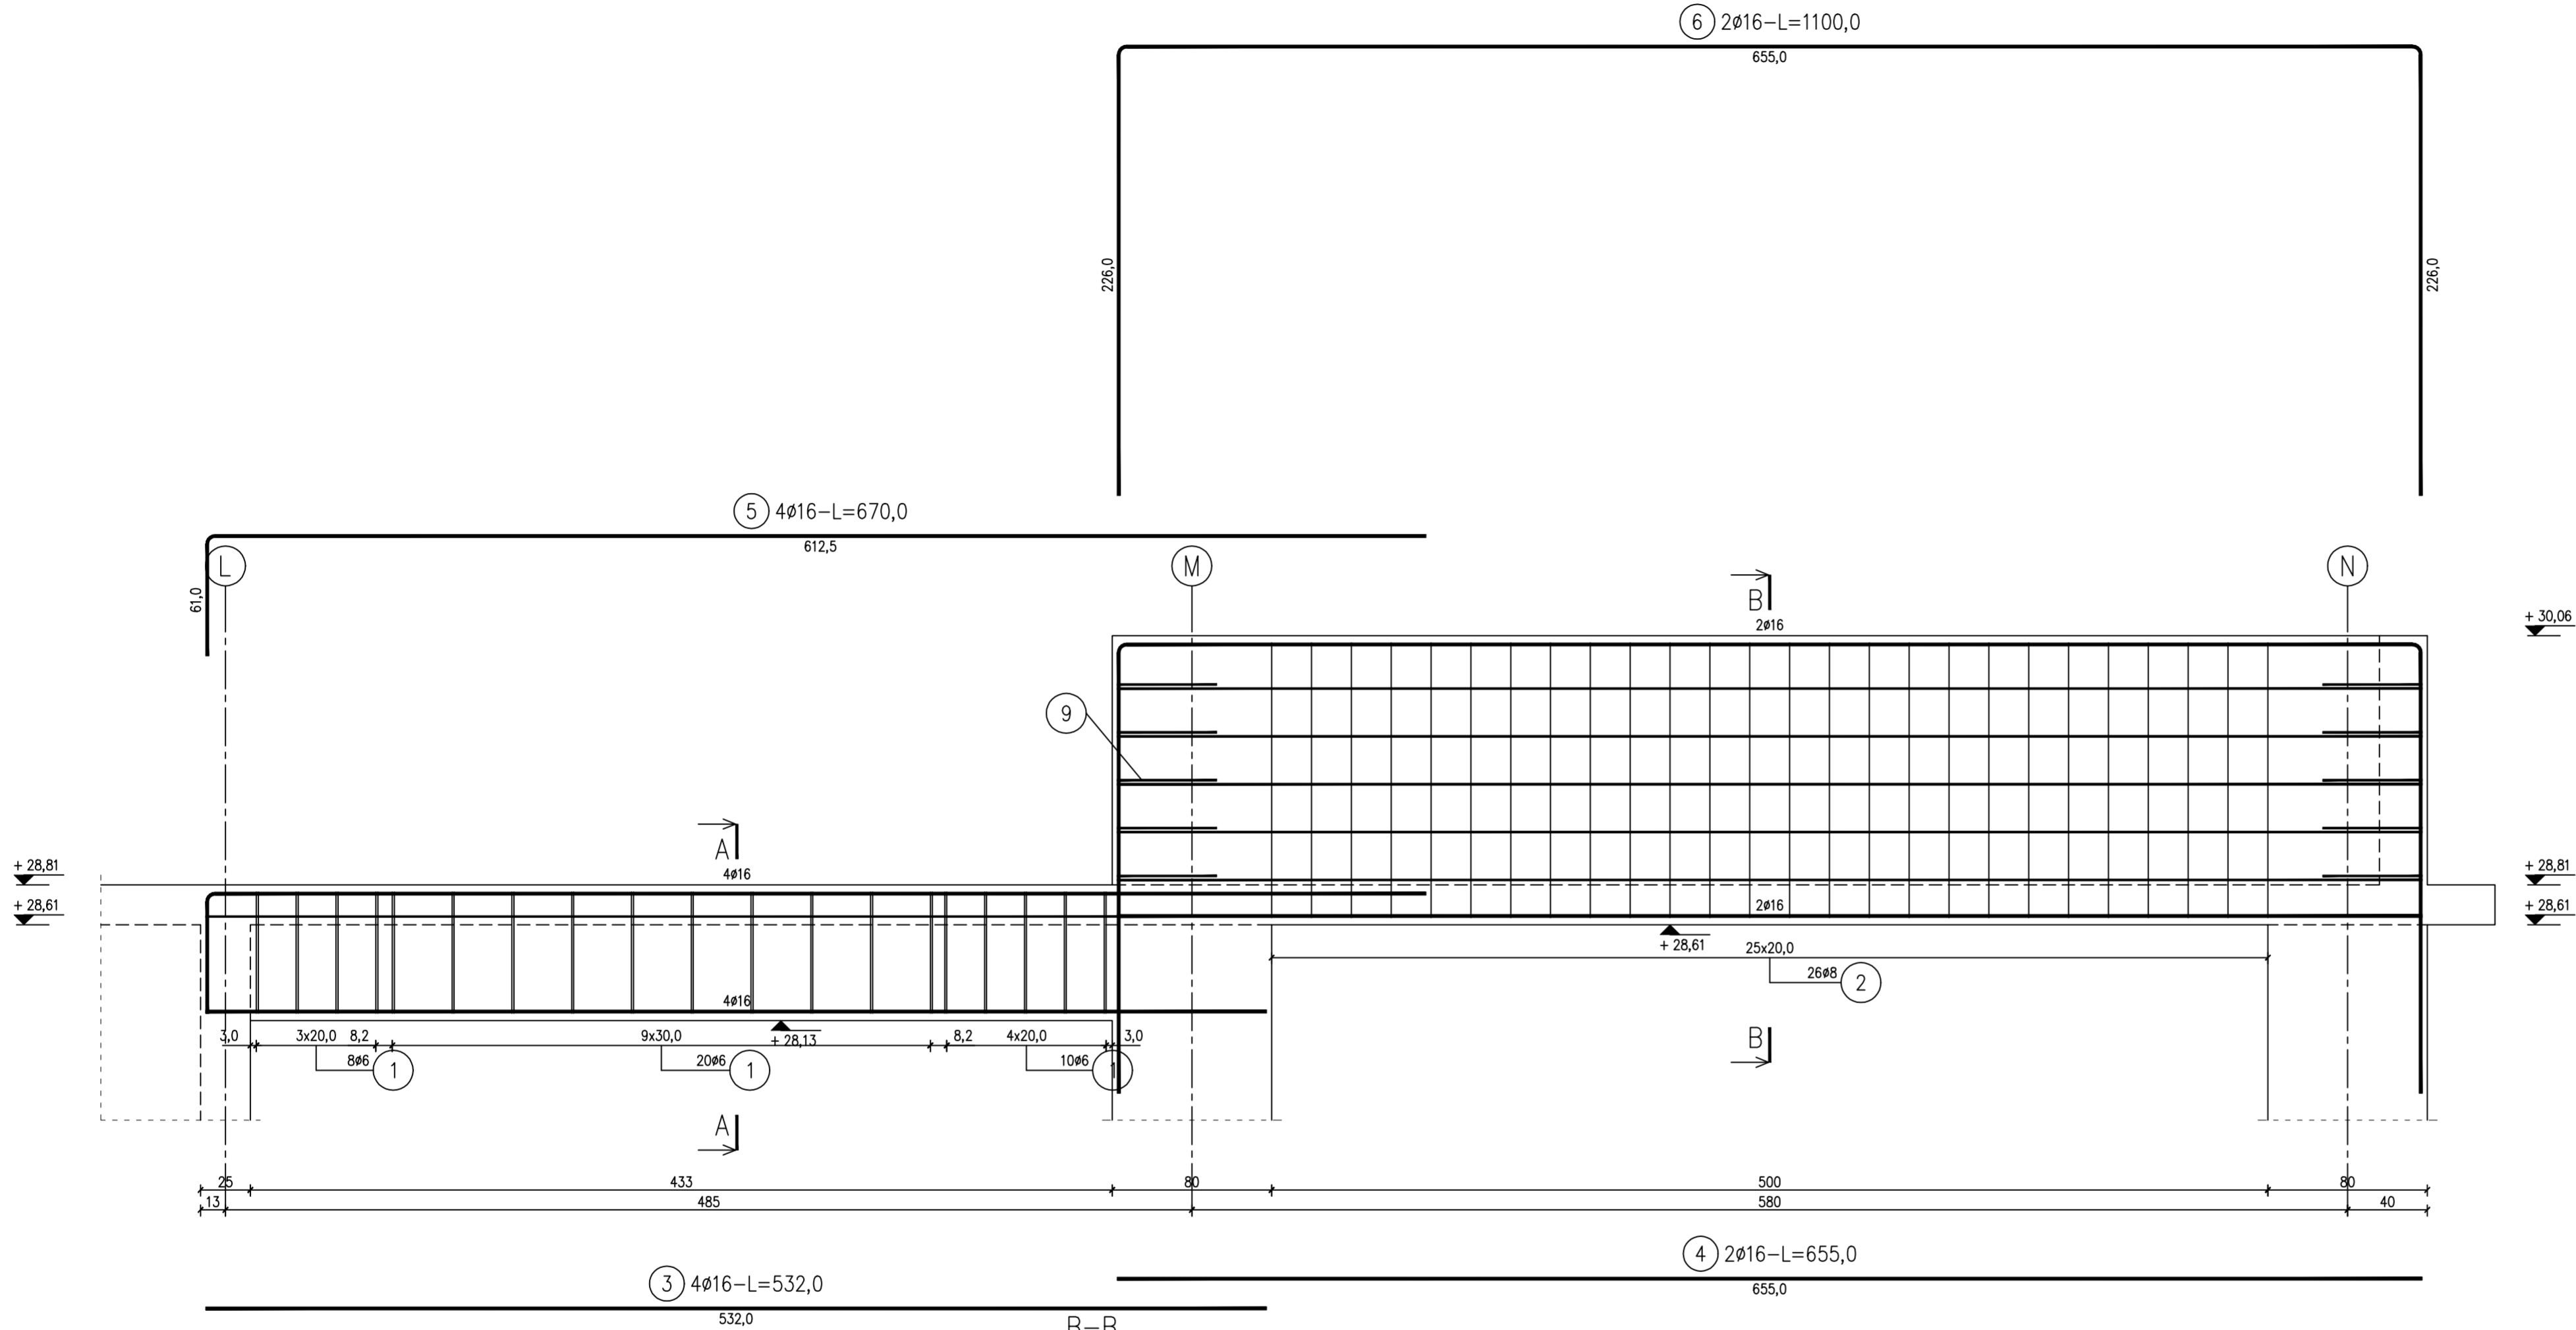 6 2ø16-L=1100,0
655,0
226,0
226,0
5 4ø16-L=670,0
612,5
61,0
L
M
N
B
2ø16
+ 30,06
9
A
4ø16
+ 28,81
+ 28,81
+ 28,61
+ 28,61
2ø16
+ 28,61
25x20,0
26ø8 2
4ø16
3,0 3x20,0 8,2 9x30,0 + 28,13 8,2 4x20,0 3,0
8ø6 1 20ø6 1 10ø6 1
B
A
25 433 80 500 80
13 485 580 40
4 2ø16-L=655,0
655,0
3 4ø16-L=532,0
532,0
B-B